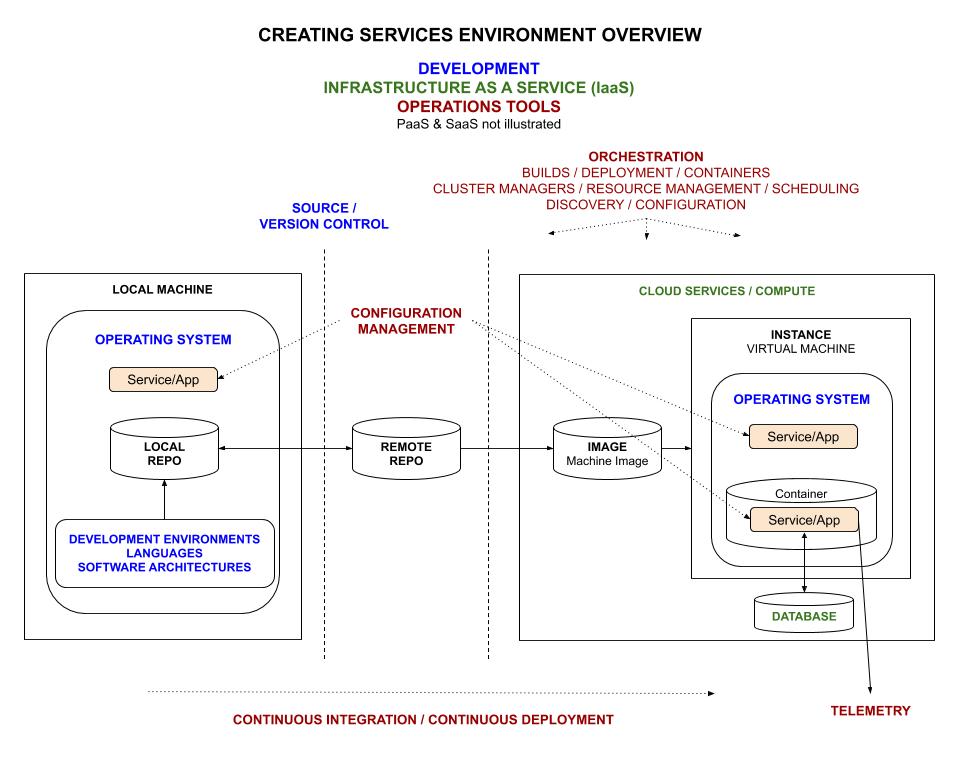 CREATING SERVICES ENVIRONMENT OVERVIEW
DEVELOPMENT
INFRASTRUCTURE AS A SERVICE (IaaS)
OPERATIONS TOOLS
PaaS & SaaS not illustrated
ORCHESTRATION
BUILDS / DEPLOYMENT / CONTAINERS
CLUSTER MANAGERS / RESOURCE MANAGEMENT / SCHEDULING
DISCOVERY / CONFIGURATION
SOURCE /
VERSION CONTROL
LOCAL MACHINE
OPERATING SYSTEM
Service/App
LOCAL
REPO
DEVELOPMENT ENVIRONMENTS
LANGUAGES
SOFTWARE ARCHITECTURES
CONFIGURATION
MANAGEMENT
REMOTE
REPO
CLOUD SERVICES / COMPUTE
IMAGE
Machine Image
INSTANCE
VIRTUAL MACHINE
OPERATING SYSTEM
Service/App
Container
Service/App
DATABASE
TELEMETRY
CONTINUOUS INTEGRATION / CONTINUOUS DEPLOYMENT